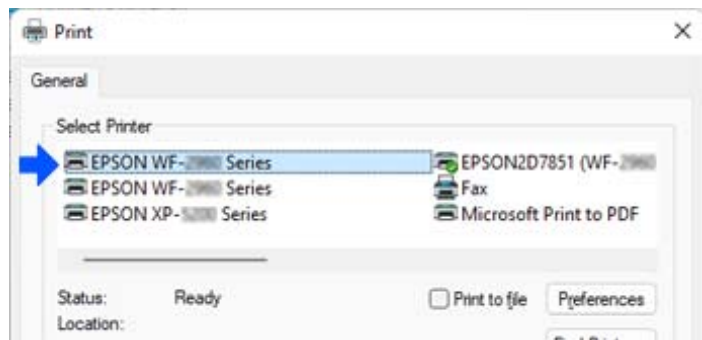 Print
General
Select Printer
EPSON WF- Series
EPSON2D7851 (WF-
EPSON WF- Series
Fax
EPSON XP- Series
Microsoft Print to PDF
Status: Ready
Print to file
Preferences
Location: